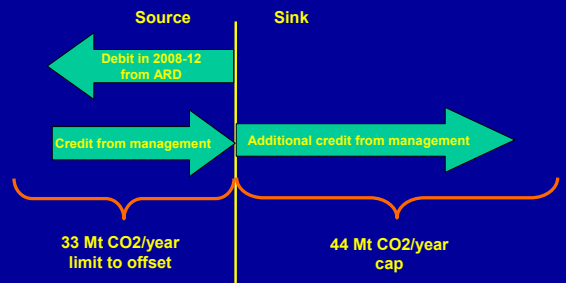 Source
Sink
Debit in 2008-12
from ARD
Credit from management
Additional credit from management
33 Mt CO2/year
limit to offset
44 Mt CO2/year
cap